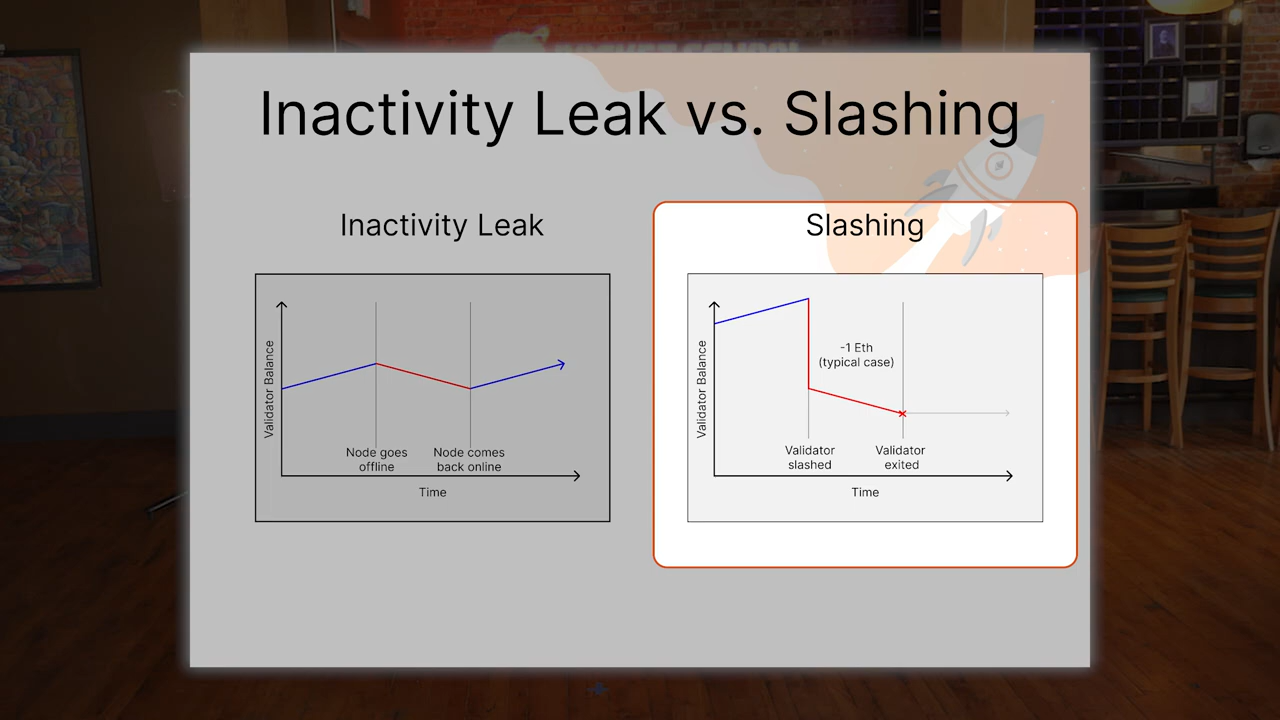 Inactivity Leak vs. Slashing
Inactivity Leak
Validator Balance
Node goes
offline
Node comes
back online
Time
Slashing
Validator Balance
-1 Eth
(typical case)
Validator
slashed
Validator
exited
Time